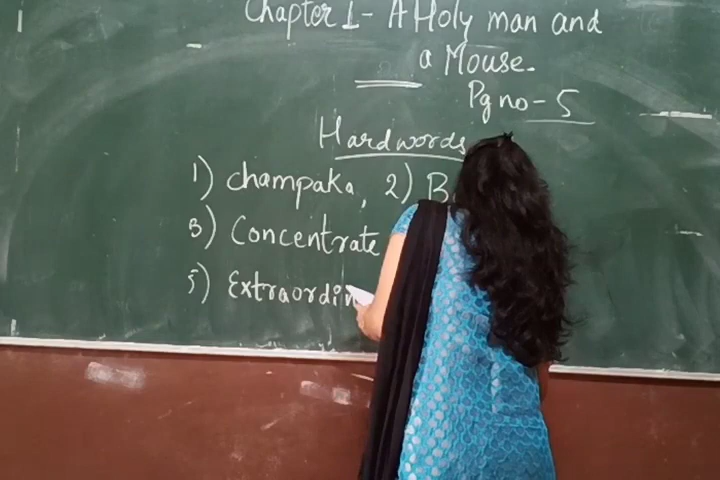 Chapter 1- A Holy man and
a Mouse.
Pg no - 5
Hardwords
1) Champaka, 2) B
3) Concentrate
5) Extraordin